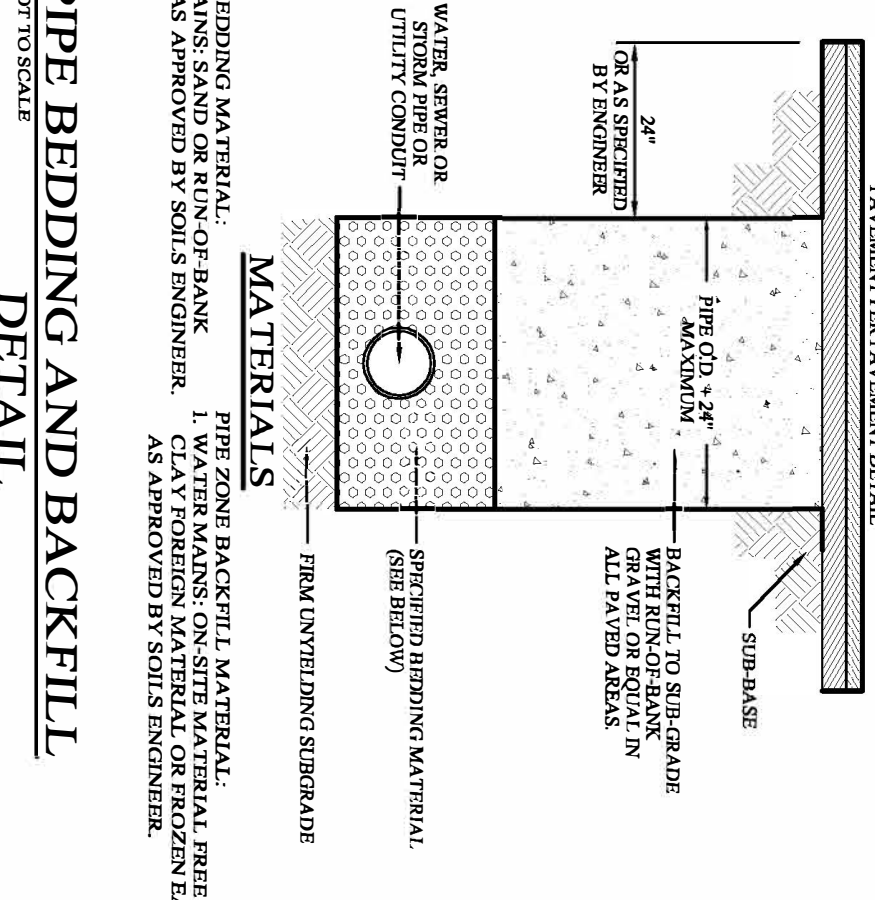 PAVEMENT PER PAVEMENT DETAIL
24"
OR AS SPECIFIED
BY ENGINEER
PIPE O.D. + 24"
MAXIMUM
SUB-BASE
BACKFILL TO SUB-GRADE
WITH RUN-OF-BANK
GRAVEL OR EQUAL IN
ALL PAVED AREAS.
WATER, SEWER OR
STORM PIPE OR
UTILITY CONDUIT
SPECIFIED BEDDING MATERIAL
(SEE BELOW)
FIRM UNYIELDING SUBGRADE
MATERIALS
EDDING MATERIAL:
AINS: SAND OR RUN-OF-BANK
AS APPROVED BY SOILS ENGINEER.
PIPE ZONE BACKFILL MATERIAL:
1. WATER MAINS: ON-SITE MATERIAL FREE
CLAY FOREIGN MATERIAL OR FROZEN EA
AS APPROVED BY SOILS ENGINEER.
PIPE BEDDING AND BACKFILL
DETAIL
OT TO SCALE